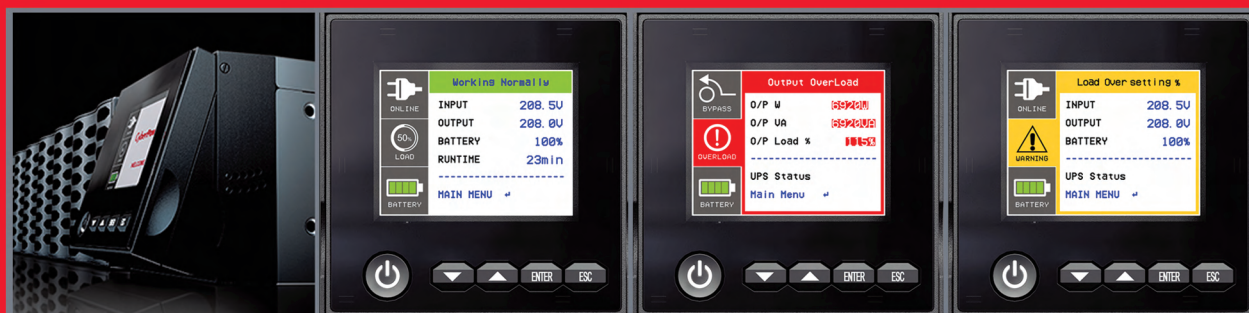 CyberPower
WELCOME
Working Normally
ONLINE
INPUT 208.5V
OUTPUT 208.0V
50%
LOAD
BATTERY 100%
RUNTIME 23min
BATTERY
MAIN MENU ↵
ENTER ESC
Output OverLoad
BYPASS
O/P W 6920W
O/P VA 6920VA
O/P Load % 115%
OVERLOAD
UPS Status
BATTERY
Main Menu ↵
ENTER ESC
Load Over setting %
ONLINE
INPUT 208.5V
OUTPUT 208.0V
BATTERY 100%
WARNING
UPS Status
BATTERY
MAIN MENU ↵
ENTER ESC